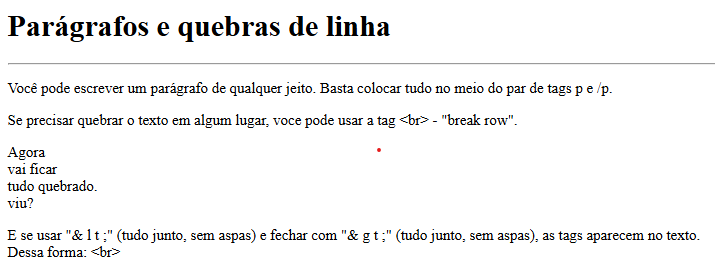 Parágrafos e quebras de linha
Você pode escrever um parágrafo de qualquer jeito. Basta colocar tudo no meio do par de tags p e /p.
Se precisar quebrar o texto em algum lugar, voce pode usar a tag <br> - "break row".
Agora
vai ficar
tudo quebrado.
viu?
E se usar "& l t ;" (tudo junto, sem aspas) e fechar com "& g t ;" (tudo junto, sem aspas), as tags aparecem no texto.
Dessa forma: <br>